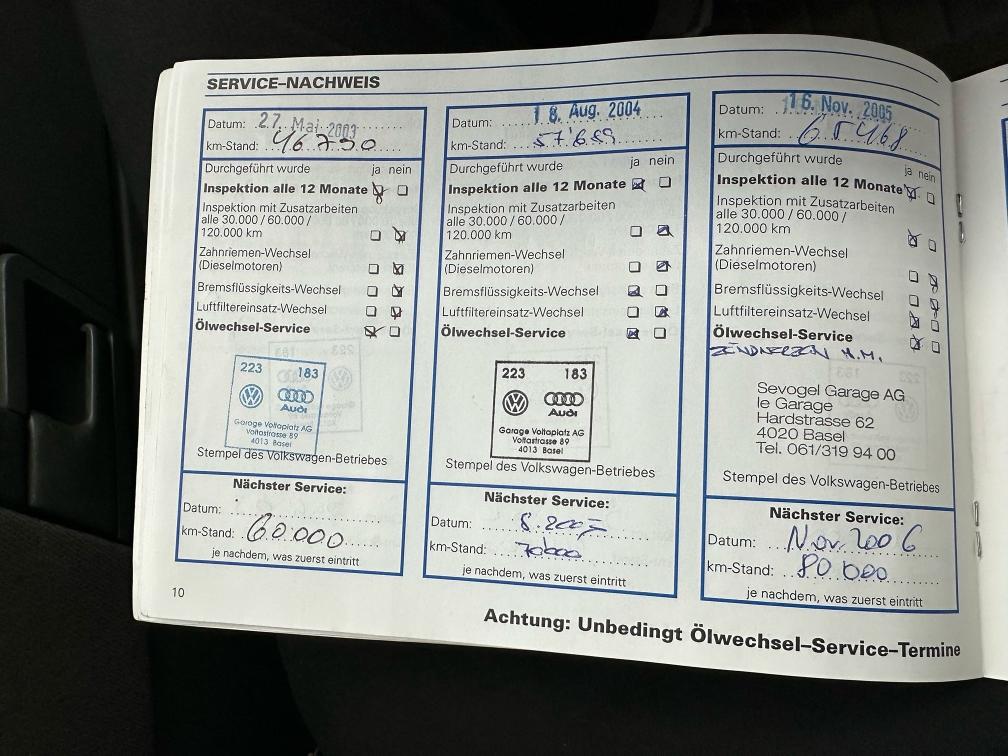 SERVICE–NACHWEIS
Datum: 27. Mai 2003
km-Stand: 46 790
Durchgeführt wurde ja nein
Inspektion alle 12 Monate
Inspektion mit Zusatzarbeiten
alle 30.000 / 60.000 /
120.000 km
Zahnriemen-Wechsel
(Dieselmotoren)
Bremsflüssigkeits-Wechsel
Luftfiltereinsatz-Wechsel
Ölwechsel-Service
223 183
Audi
Garage Voltaplatz AG
Voltastrasse 89
4013 Basel
Stempel des Volkswagen-Betriebes
Nächster Service:
Datum:
km-Stand: 60.000
je nachdem, was zuerst eintritt
Datum: 18. Aug. 2004
km-Stand: 57'659
Durchgeführt wurde ja nein
Inspektion alle 12 Monate
Inspektion mit Zusatzarbeiten
alle 30.000 / 60.000 /
120.000 km
Zahnriemen-Wechsel
(Dieselmotoren)
Bremsflüssigkeits-Wechsel
Luftfiltereinsatz-Wechsel
Ölwechsel-Service
223 183
Audi
Garage Voltaplatz AG
Voltastrasse 89
4013 Basel
Stempel des Volkswagen-Betriebes
Nächster Service:
Datum: 8.2005
km-Stand: 70000
je nachdem, was zuerst eintritt
Datum: 16. Nov. 2005
km-Stand: 65468
Durchgeführt wurde ja nein
Inspektion alle 12 Monate
Inspektion mit Zusatzarbeiten
alle 30.000 / 60.000 /
120.000 km
Zahnriemen-Wechsel
(Dieselmotoren)
Bremsflüssigkeits-Wechsel
Luftfiltereinsatz-Wechsel
Ölwechsel-Service
Sevogel Garage AG
le Garage
Hardstrasse 62
4020 Basel
Tel. 061/319 94 00
Stempel des Volkswagen-Betriebes
Nächster Service:
Datum: Nov. 2006
km-Stand: 80 000
je nachdem, was zuerst eintritt
10
Achtung: Unbedingt Ölwechsel–Service–Termine